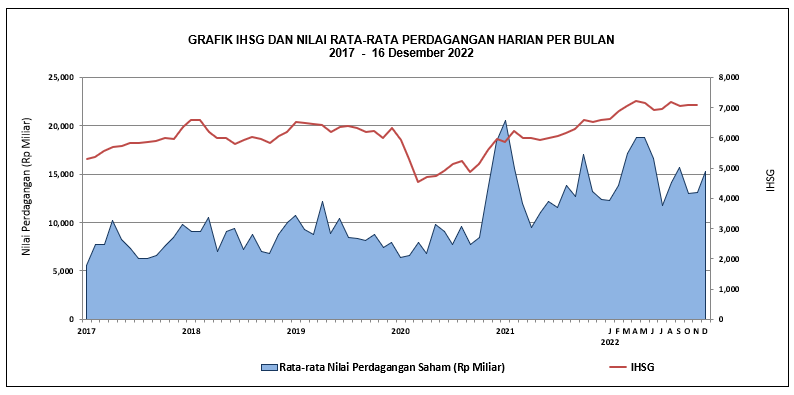 GRAFIK IHSG DAN NILAI RATA-RATA PERDAGANGAN HARIAN PER BULAN
2017 - 16 Desember 2022
Nilai Perdagangan (Rp Miliar)
25,000
20,000
15,000
10,000
5,000
0
8,000
7,000
6,000
5,000
4,000
3,000
2,000
1,000
0
IHSG
2017 2018 2019 2020 2021 J F M A M J J A S O N D
2022
Rata-rata Nilai Perdagangan Saham (Rp Miliar) IHSG